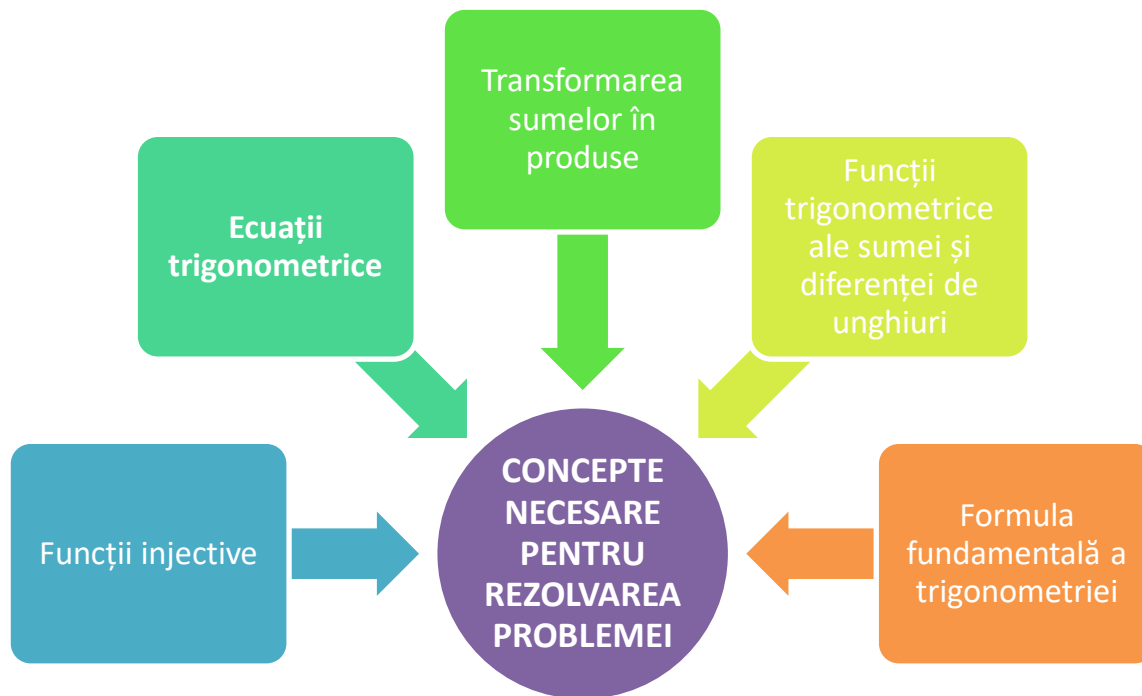 Transformarea
sumelor în
produse
Ecuații
trigonometrice
Funcții
trigonometrice
ale sumei și
diferenței de
unghiuri
Funcții injective
CONCEPTE
NECESARE
PENTRU
REZOLVAREA
PROBLEMEI
Formula
fundamentală a
trigonometriei